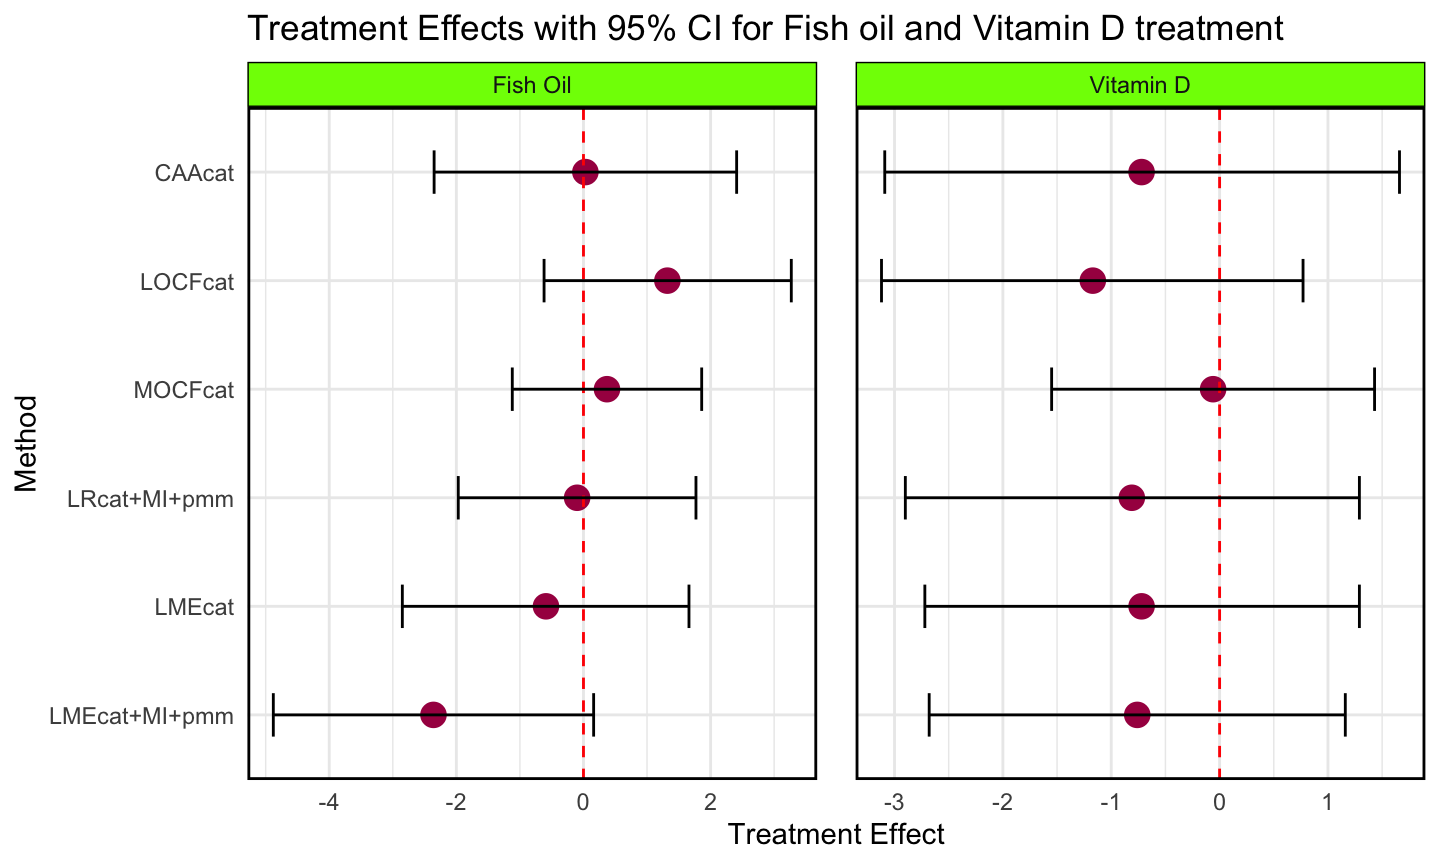 Treatment Effects with 95% CI for Fish oil and Vitamin D treatment
Fish Oil
Vitamin D
CAAcat
LOCFcat
MOCFcat
LRcat+MI+pmm
LMEcat
LMEcat+MI+pmm
Method
-4 -2 0 2
-3 -2 -1 0 1
Treatment Effect